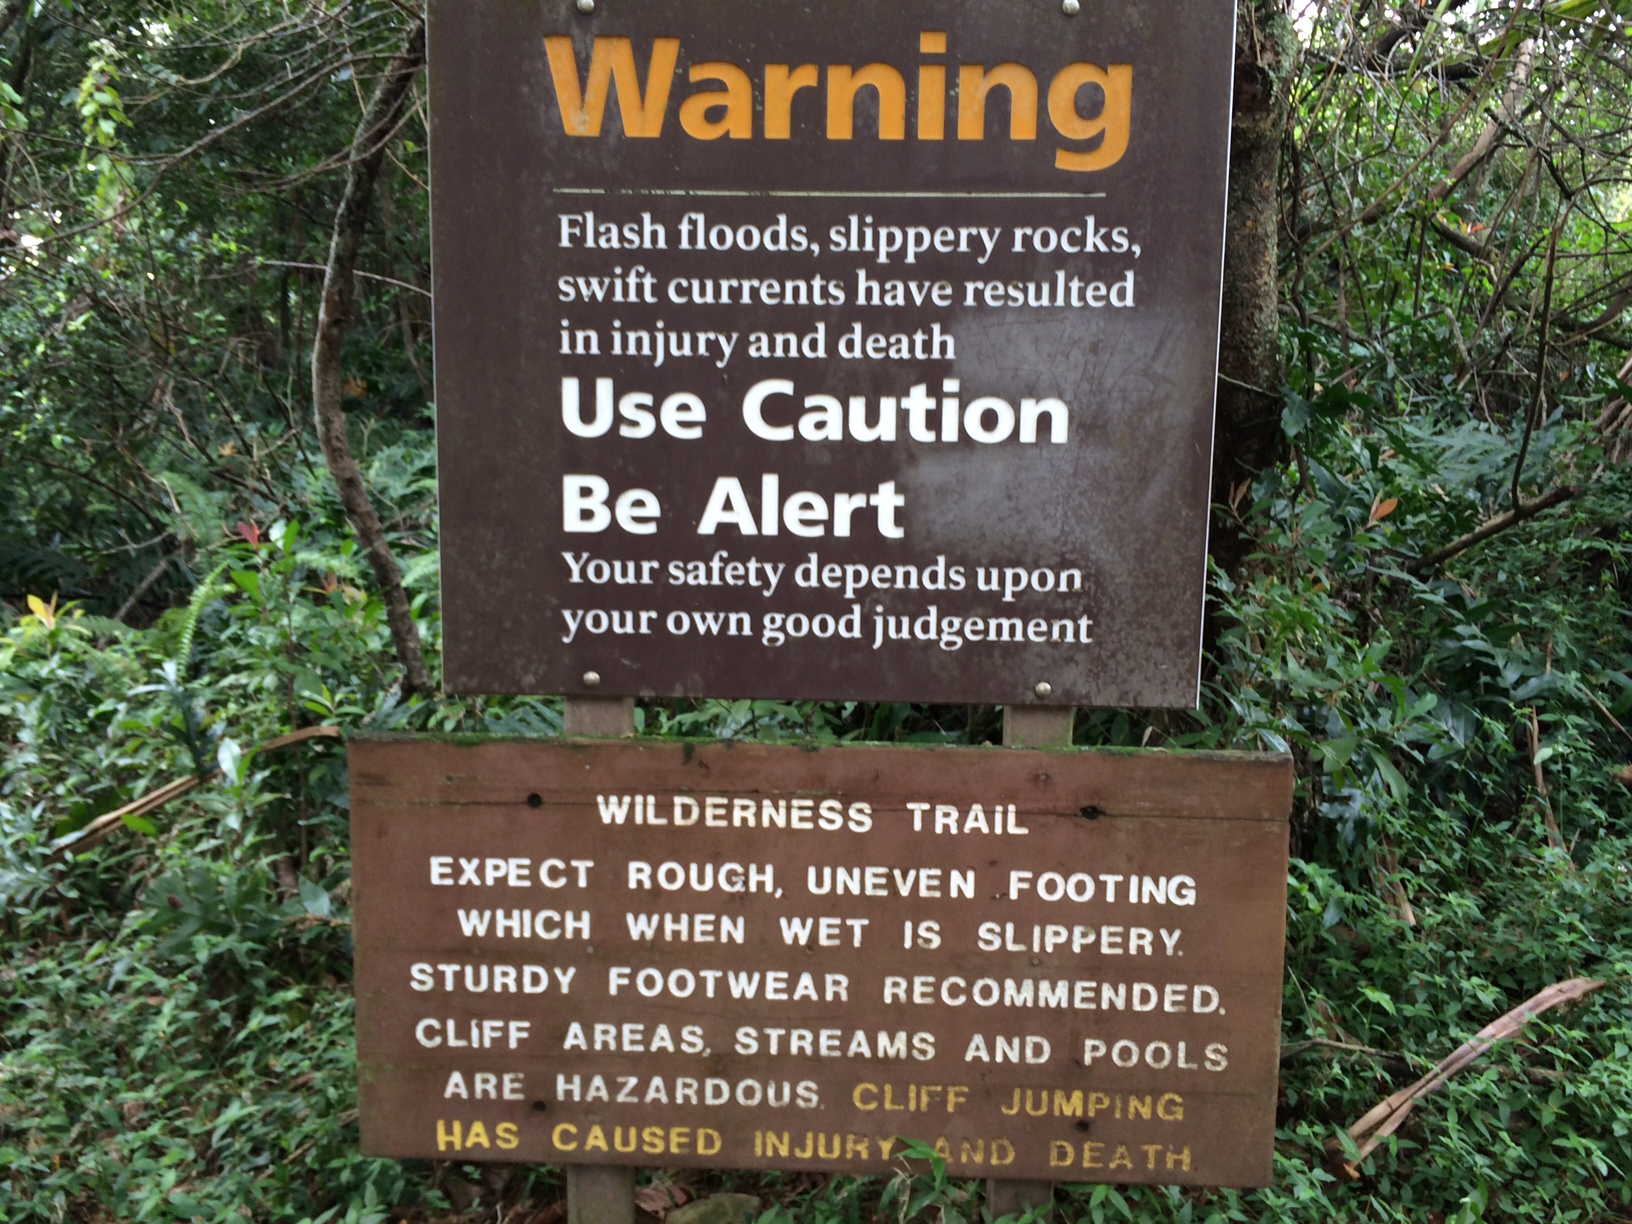 Warning
Flash floods, slippery rocks,
swift currents have resulted
in injury and death
Use Caution
Be Alert
Your safety depends upon
your own good judgement
WILDERNESS TRAiL
EXPECT ROUGH, UNEVEN FOOTING
WHICH WHEN WET IS SLIPPERY.
STURDY FOOTWEAR RECOMMENDED.
CLIFF AREAS, STREAMS AND POOLS
ARE HAZARDOUS. CLIFF JUMPING
HAS CAUSED INJURY AND DEATH